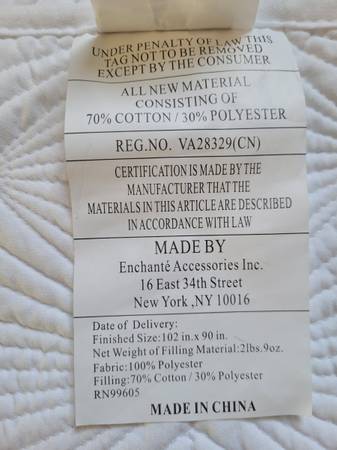 UNDER PENALTY OF LAW THIS
TAG NOT TO BE REMOVED
EXCEPT BY THE CONSUMER
ALL NEW MATERIAL
CONSISTING OF
70% COTTON / 30% POLYESTER
REG.NO. VA28329(CN)
CERTIFICATION IS MADE BY THE
MANUFACTURER THAT THE
MATERIALS IN THIS ARTICLE ARE DESCRIBED
IN ACCORDANCE WITH LAW
MADE BY
Enchanté Accessories Inc.
16 East 34th Street
New York ,NY 10016
Date of Delivery:
Finished Size:102 in.x 90 in.
Net Weight of Filling Material:2lbs.9oz.
Fabric:100% Polyester
Filling:70% Cotton / 30% Polyester
RN99605
MADE IN CHINA